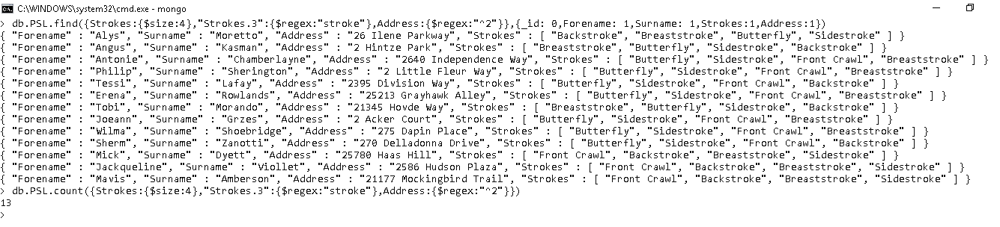 C:\WINDOWS\system32\cmd.exe - mongo
> db.PSL.find({Strokes:{$size:4},"Strokes.3":{$regex:"stroke"},Address:{$regex:"^2"}},{_id: 0,Forename: 1,Surname: 1,Strokes:1,Address:1})
{ "Forename" : "Alys", "Surname" : "Moretto", "Address" : "26 Ilene Parkway", "Strokes" : [ "Backstroke", "Breaststroke", "Butterfly", "Sidestroke" ] }
{ "Forename" : "Angus", "Surname" : "Kasman", "Address" : "2 Hintze Park", "Strokes" : [ "Breaststroke", "Butterfly", "Sidestroke", "Backstroke" ] }
{ "Forename" : "Antonie", "Surname" : "Chamberlayne", "Address" : "2640 Independence Way", "Strokes" : [ "Butterfly", "Sidestroke", "Front Crawl", "Breaststroke" ] }
{ "Forename" : "Philip", "Surname" : "Sherington", "Address" : "2 Little Fleur Way", "Strokes" : [ "Butterfly", "Sidestroke", "Front Crawl", "Breaststroke" ] }
{ "Forename" : "Tessi", "Surname" : "Lafay", "Address" : "2395 Division Way", "Strokes" : [ "Butterfly", "Sidestroke", "Front Crawl", "Backstroke" ] }
{ "Forename" : "Erena", "Surname" : "Rowlands", "Address" : "25213 Grayhawk Alley", "Strokes" : [ "Butterfly", "Sidestroke", "Front Crawl", "Breaststroke" ] }
{ "Forename" : "Tobi", "Surname" : "Morando", "Address" : "21345 Hovde Way", "Strokes" : [ "Breaststroke", "Butterfly", "Sidestroke", "Backstroke" ] }
{ "Forename" : "Joeann", "Surname" : "Grzes", "Address" : "2 Acker Court", "Strokes" : [ "Butterfly", "Sidestroke", "Front Crawl", "Backstroke" ] }
{ "Forename" : "Wilma", "Surname" : "Shoebridge", "Address" : "275 Dapin Place", "Strokes" : [ "Butterfly", "Sidestroke", "Front Crawl", "Breaststroke" ] }
{ "Forename" : "Sherm", "Surname" : "Zanotti", "Address" : "270 Delladonna Drive", "Strokes" : [ "Butterfly", "Sidestroke", "Front Crawl", "Backstroke" ] }
{ "Forename" : "Mick", "Surname" : "Dyett", "Address" : "25780 Haas Hill", "Strokes" : [ "Front Crawl", "Backstroke", "Breaststroke", "Sidestroke" ] }
{ "Forename" : "Jackqueline", "Surname" : "Viollet", "Address" : "2586 Hudson Plaza", "Strokes" : [ "Front Crawl", "Backstroke", "Breaststroke", "Sidestroke" ] }
{ "Forename" : "Mavis", "Surname" : "Amberson", "Address" : "21177 Mockingbird Trail", "Strokes" : [ "Front Crawl", "Backstroke", "Breaststroke", "Sidestroke" ] }
> db.PSL.count({Strokes:{$size:4},"Strokes.3":{$regex:"stroke"},Address:{$regex:"^2"}})
13
>